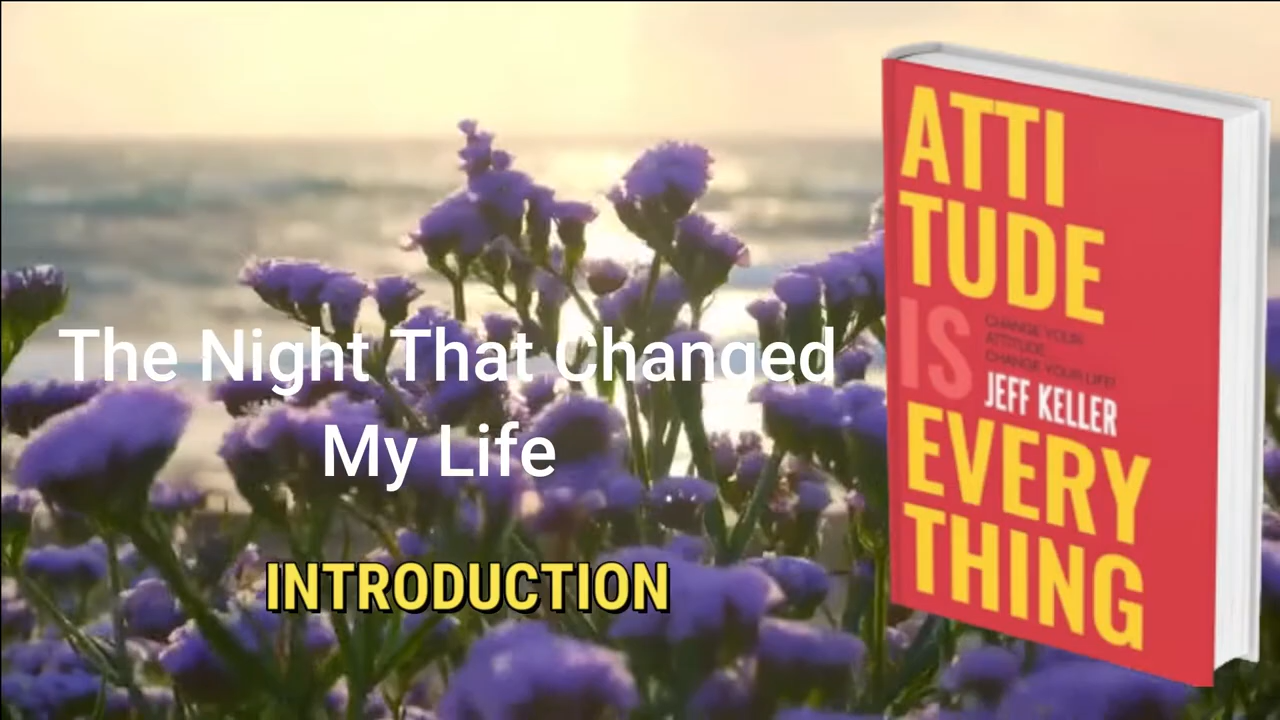 The Night That Changed
My Life
INTRODUCTION
ATTI
TUDE
IS
CHANGE YOUR
ATTITUDE...
CHANGE YOUR LIFE!
JEFF KELLER
EVERY
THING